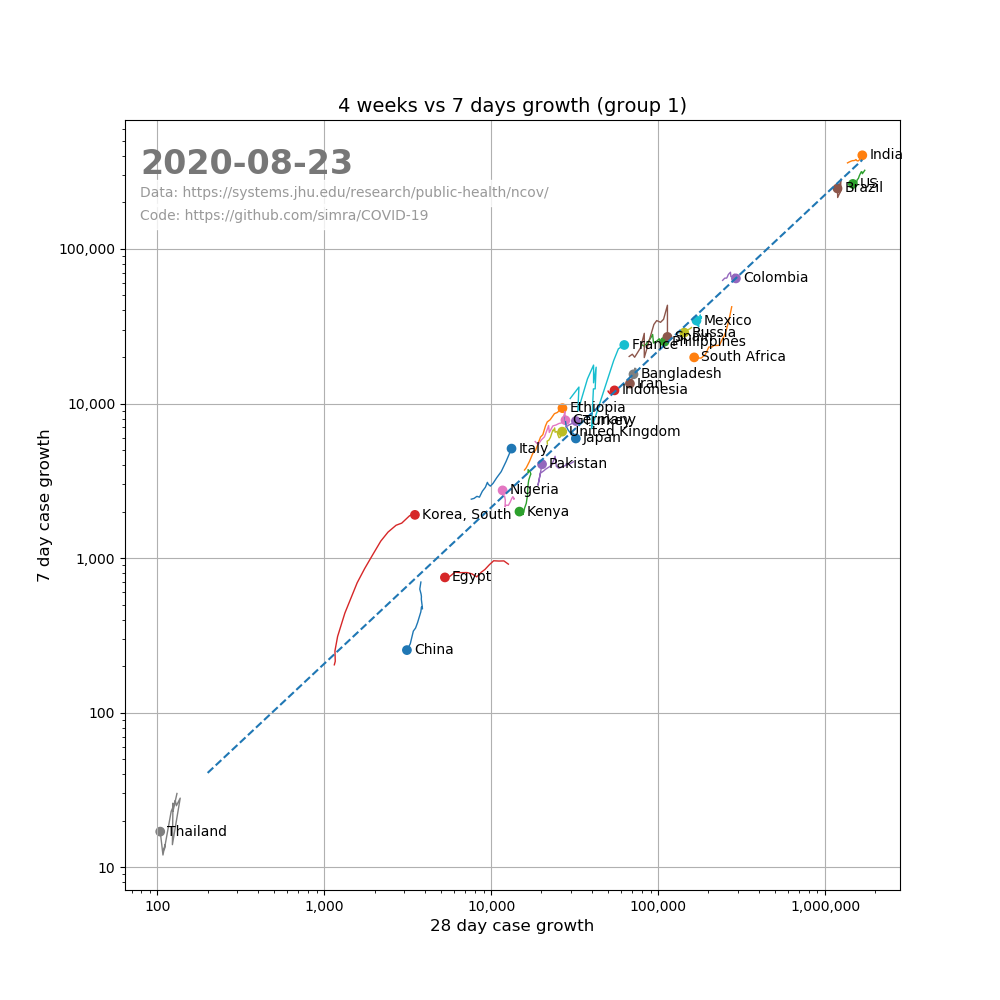 4 weeks vs 7 days growth (group 1)
2020-08-23
Data: https://systems.jhu.edu/research/public-health/ncov/
Code: https://github.com/simra/COVID-19
India
US
Brazil
100,000
Colombia
Mexico
Russia
Spain
Philippines
France
South Africa
Bangladesh
Iran
Indonesia
10,000
Ethiopia
Germany
Turkey
United Kingdom
Japan
Italy
Pakistan
Nigeria
Kenya
Korea, South
1,000
Egypt
China
100
Thailand
10
7 day case growth
100
1,000
10,000
100,000
1,000,000
28 day case growth